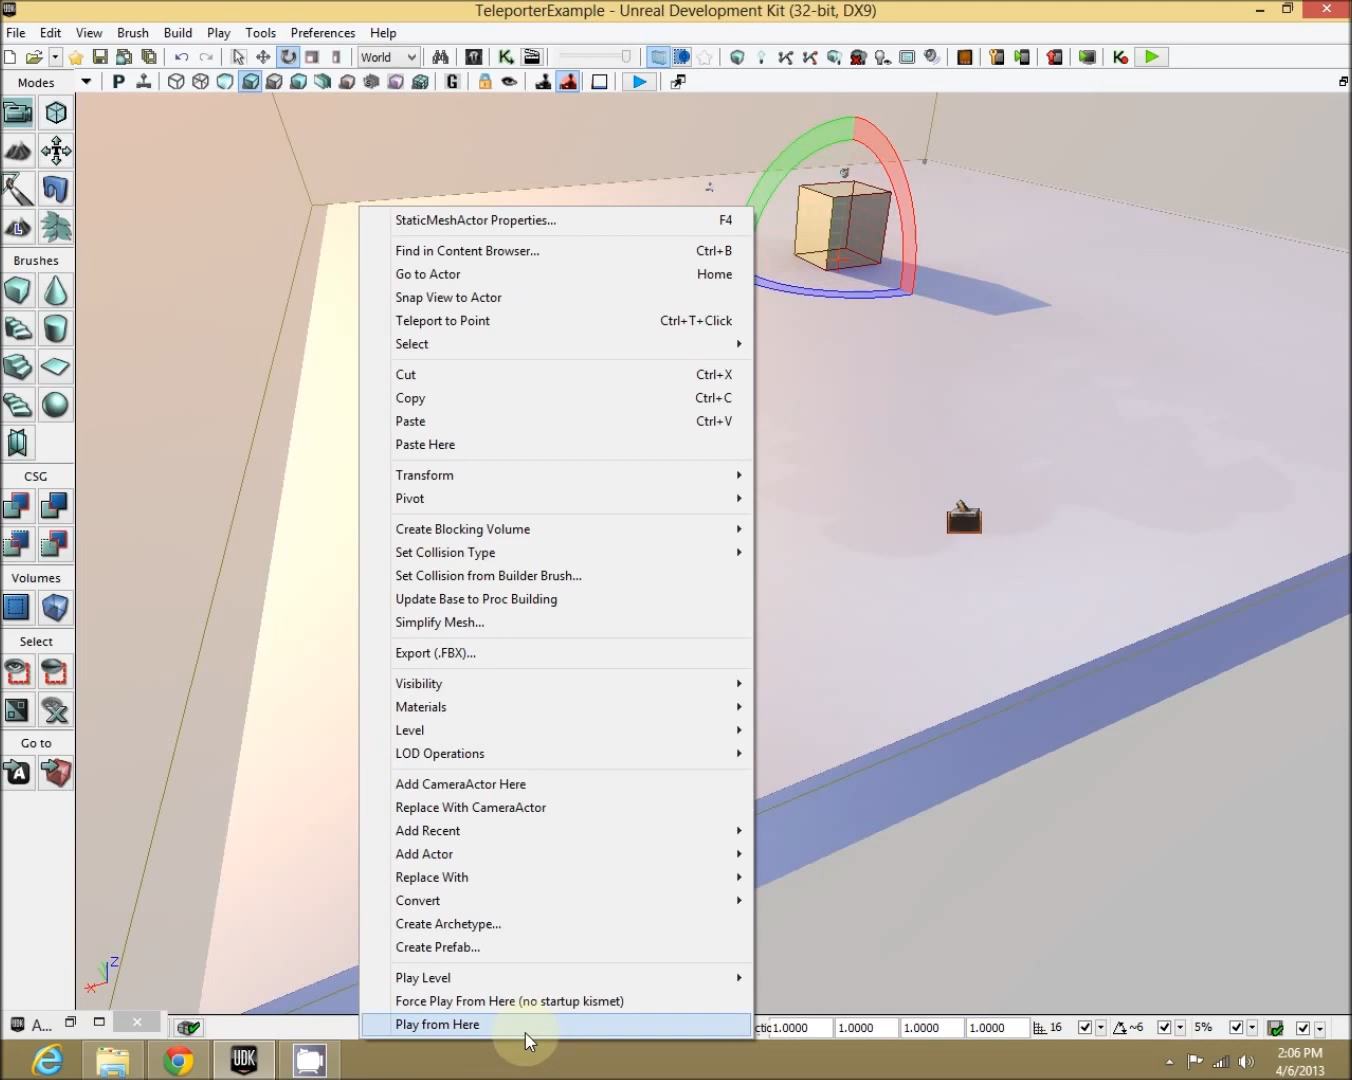 TeleporterExample - Unreal Development Kit (32-bit, DX9)
File Edit View Brush Build Play Tools Preferences Help
World
Modes
P
G
Brushes
CSG
Volumes
Select
Go to
StaticMeshActor Properties... F4
Find in Content Browser... Ctrl+B
Go to Actor Home
Snap View to Actor
Teleport to Point Ctrl+T+Click
Select
Cut Ctrl+X
Copy Ctrl+C
Paste Ctrl+V
Paste Here
Transform
Pivot
Create Blocking Volume
Set Collision Type
Set Collision from Builder Brush...
Update Base to Proc Building
Simplify Mesh...
Export (.FBX)...
Visibility
Materials
Level
LOD Operations
Add CameraActor Here
Replace With CameraActor
Add Recent
Add Actor
Replace With
Convert
Create Archetype...
Create Prefab...
Play Level
Force Play From Here (no startup kismet)
Play from Here
Z
X
A... 1.0000 1.0000 1.0000 1.0000 16 ~6 5%
UDK
2:06 PM
4/6/2013